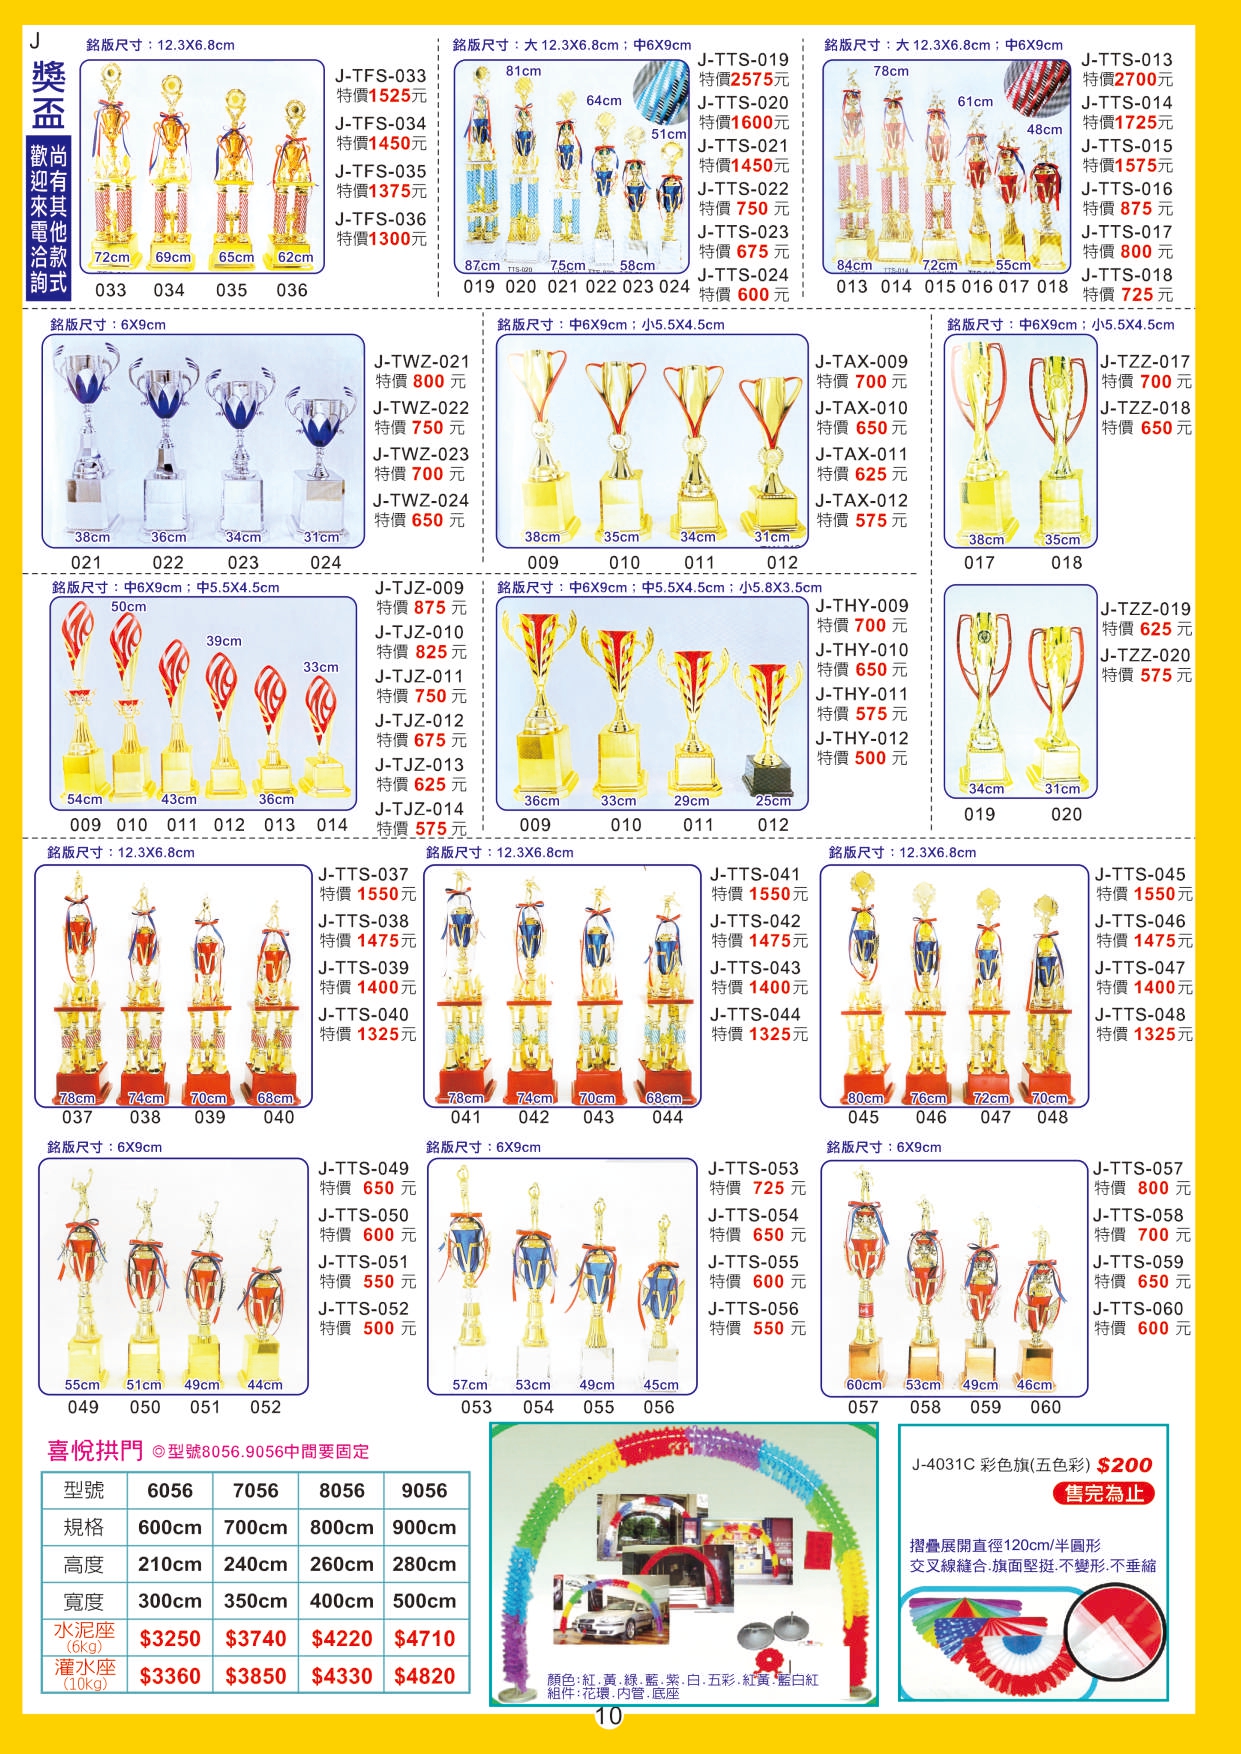 J
獎盃
尚有其他款式
歡迎來電洽詢
銘版尺寸：12.3X6.8cm
J-TFS-033
特價1525元
J-TFS-034
特價1450元
J-TFS-035
特價1375元
J-TFS-036
特價1300元
72cm 69cm 65cm 62cm
033 034 035 036
銘版尺寸：大 12.3X6.8cm；中6X9cm
81cm
64cm
51cm
87cm 75cm 58cm
TTS-020
019 020 021 022 023 024
J-TTS-019
特價2575元
J-TTS-020
特價1600元
J-TTS-021
特價1450元
J-TTS-022
特價 750 元
J-TTS-023
特價 675 元
J-TTS-024
特價 600 元
銘版尺寸：大 12.3X6.8cm；中6X9cm
78cm
61cm
48cm
84cm 72cm 55cm
TTS-014
013 014 015 016 017 018
J-TTS-013
特價2700元
J-TTS-014
特價1725元
J-TTS-015
特價1575元
J-TTS-016
特價 875 元
J-TTS-017
特價 800 元
J-TTS-018
特價 725 元
銘版尺寸：6X9cm
38cm 36cm 34cm 31cm
021 022 023 024
J-TWZ-021
特價 800 元
J-TWZ-022
特價 750 元
J-TWZ-023
特價 700 元
J-TWZ-024
特價 650 元
銘版尺寸：中6X9cm；小5.5X4.5cm
38cm 35cm 34cm 31cm
009 010 011 012
J-TAX-009
特價 700 元
J-TAX-010
特價 650 元
J-TAX-011
特價 625 元
J-TAX-012
特價 575 元
銘版尺寸：中6X9cm；小5.5X4.5cm
38cm 35cm
017 018
J-TZZ-017
特價 700 元
J-TZZ-018
特價 650 元
34cm 31cm
019 020
J-TZZ-019
特價 625 元
J-TZZ-020
特價 575 元
銘版尺寸：中6X9cm；中5.5X4.5cm
50cm
39cm
33cm
54cm 43cm 36cm
009 010 011 012 013 014
J-TJZ-009
特價 875 元
J-TJZ-010
特價 825 元
J-TJZ-011
特價 750 元
J-TJZ-012
特價 675 元
J-TJZ-013
特價 625 元
J-TJZ-014
特價 575 元
銘版尺寸：中6X9cm；中5.5X4.5cm；小5.8X3.5cm
36cm 33cm 29cm 25cm
009 010 011 012
J-THY-009
特價 700 元
J-THY-010
特價 650 元
J-THY-011
特價 575 元
J-THY-012
特價 500 元
銘版尺寸：12.3X6.8cm
78cm 74cm 70cm 68cm
037 038 039 040
J-TTS-037
特價 1550元
J-TTS-038
特價 1475元
J-TTS-039
特價 1400元
J-TTS-040
特價 1325元
銘版尺寸：12.3X6.8cm
78cm 74cm 70cm 68cm
041 042 043 044
J-TTS-041
特價 1550元
J-TTS-042
特價 1475元
J-TTS-043
特價 1400元
J-TTS-044
特價 1325元
銘版尺寸：12.3X6.8cm
80cm 76cm 72cm 70cm
045 046 047 048
J-TTS-045
特價 1550元
J-TTS-046
特價 1475元
J-TTS-047
特價 1400元
J-TTS-048
特價 1325元
銘版尺寸：6X9cm
55cm 51cm 49cm 44cm
049 050 051 052
J-TTS-049
特價 650 元
J-TTS-050
特價 600 元
J-TTS-051
特價 550 元
J-TTS-052
特價 500 元
銘版尺寸：6X9cm
57cm 53cm 49cm 45cm
053 054 055 056
J-TTS-053
特價 725 元
J-TTS-054
特價 650 元
J-TTS-055
特價 600 元
J-TTS-056
特價 550 元
銘版尺寸：6X9cm
60cm 53cm 49cm 46cm
057 058 059 060
J-TTS-057
特價 800 元
J-TTS-058
特價 700 元
J-TTS-059
特價 650 元
J-TTS-060
特價 600 元
喜悅拱門 ◎型號8056.9056中間要固定
型號 6056 7056 8056 9056
規格 600cm 700cm 800cm 900cm
高度 210cm 240cm 260cm 280cm
寬度 300cm 350cm 400cm 500cm
水泥座(6kg) $3250 $3740 $4220 $4710
灌水座(10kg) $3360 $3850 $4330 $4820
顏色:紅.黃.綠.藍.紫.白.五彩.紅黃.藍白紅
組件:花環.內管.底座
J-4031C 彩色旗(五色彩) $200
售完為止
摺疊展開直徑120cm/半圓形
交叉線縫合.旗面堅挺.不變形.不垂縮
10